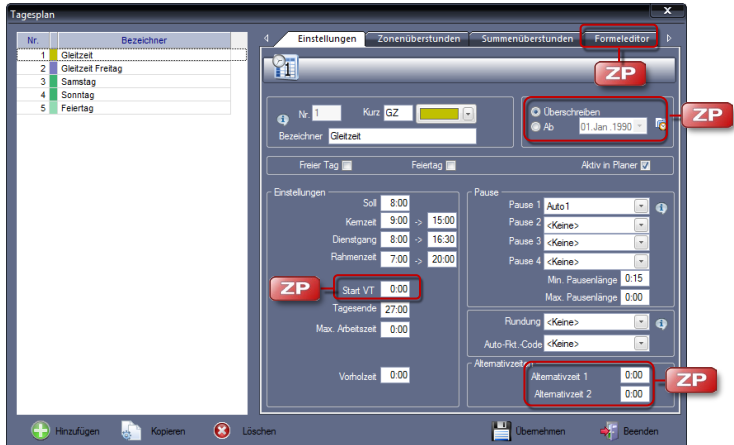 Tagesplan
x
Nr. Bezeichner
1 Gleitzeit
2 Gleitzeit Freitag
3 Samstag
4 Sonntag
5 Feiertag
Einstellungen Zonenüberstunden Summenüberstunden Formeleditor
ZP
1
Nr. 1 Kurz GZ
Bezeichner Gleitzeit
Überschreiben
Ab 01.Jan.1990
ZP
Freier Tag Feiertag Aktiv in Planer
Einstellungen
Soll 8:00
Kernzeit 9:00 -> 15:00
Dienstgang 8:00 -> 16:30
Rahmenzeit 7:00 -> 20:00
ZP Start VT 0:00
Tagesende 27:00
Max. Arbeitszeit 0:00
Vorholzeit 0:00
Pause
Pause 1 Auto1
Pause 2 <Keine>
Pause 3 <Keine>
Pause 4 <Keine>
Min. Pausenlänge 0:15
Max. Pausenlänge 0:00
Rundung <Keine>
Auto-Fkt.-Code <Keine>
Alternativzeiten
Alternativzeit 1 0:00
Alternativzeit 2 0:00
ZP
Hinzufügen Kopieren Löschen Übernehmen Beenden